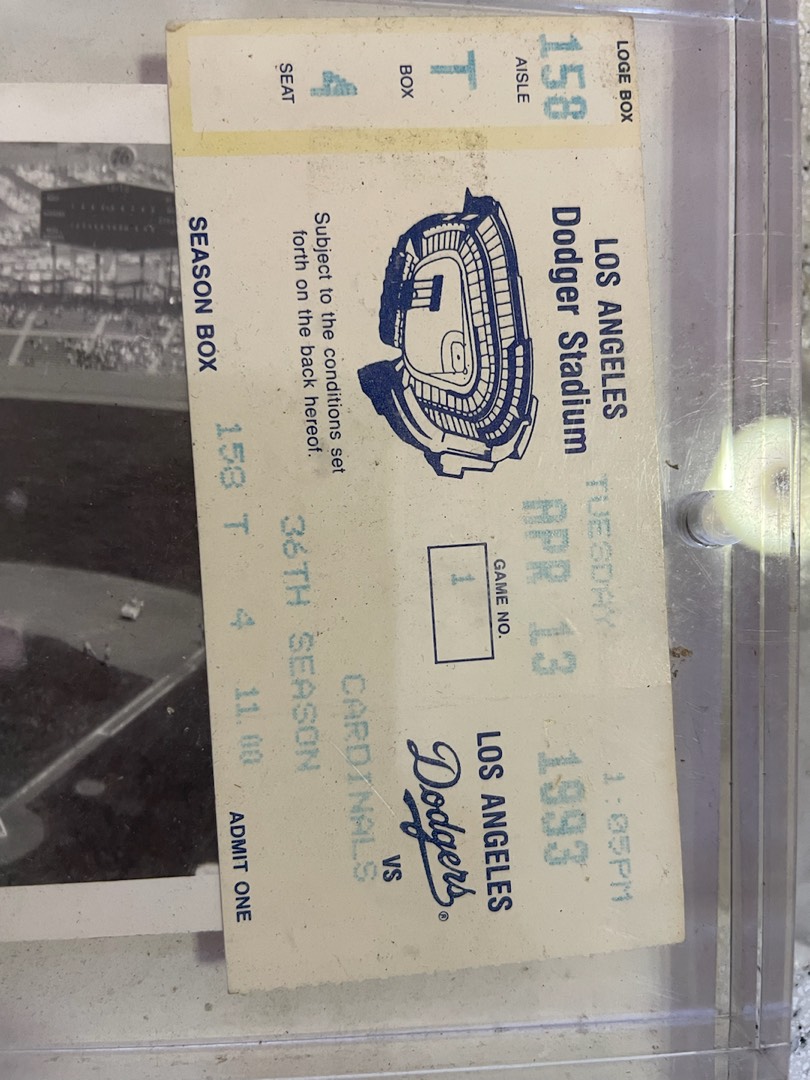 LOGE BOX
158
AISLE
T
BOX
4
SEAT
LOS ANGELES
Dodger Stadium
Subject to the conditions set
forth on the back hereof.
SEASON BOX
TUESDAY 1:05PM
APR 13 1993
GAME NO.
1
LOS ANGELES
Dodgers®
VS
CARDINALS
36TH SEASON
158 T 4 11.00
ADMIT ONE